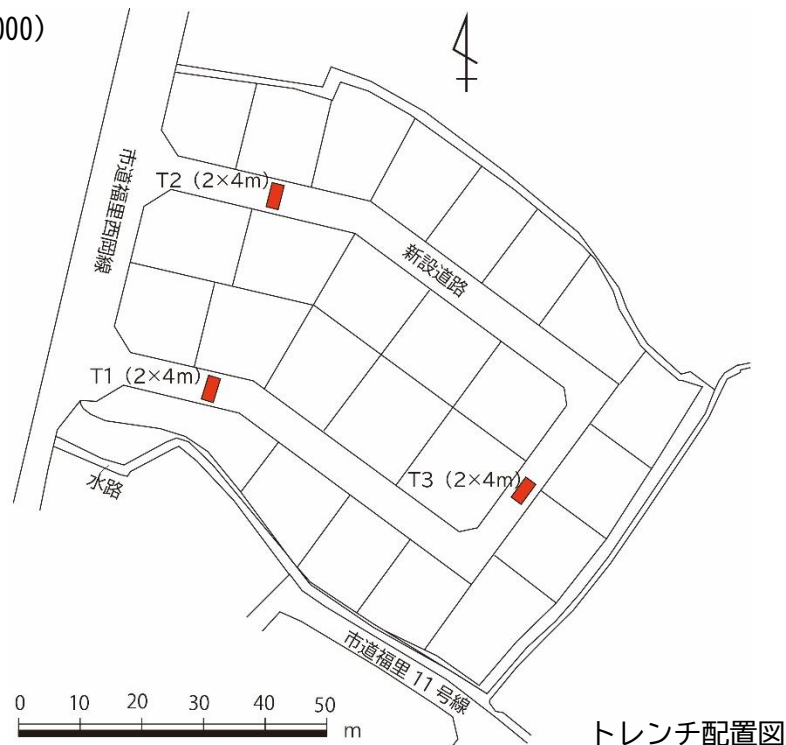 000）
市道福里西岡線
T2（2×4m）
新設道路
T1（2×4m）
T3（2×4m）
水路
市道福里 11 号線
0 10 20 30 40 50 m
トレンチ配置図